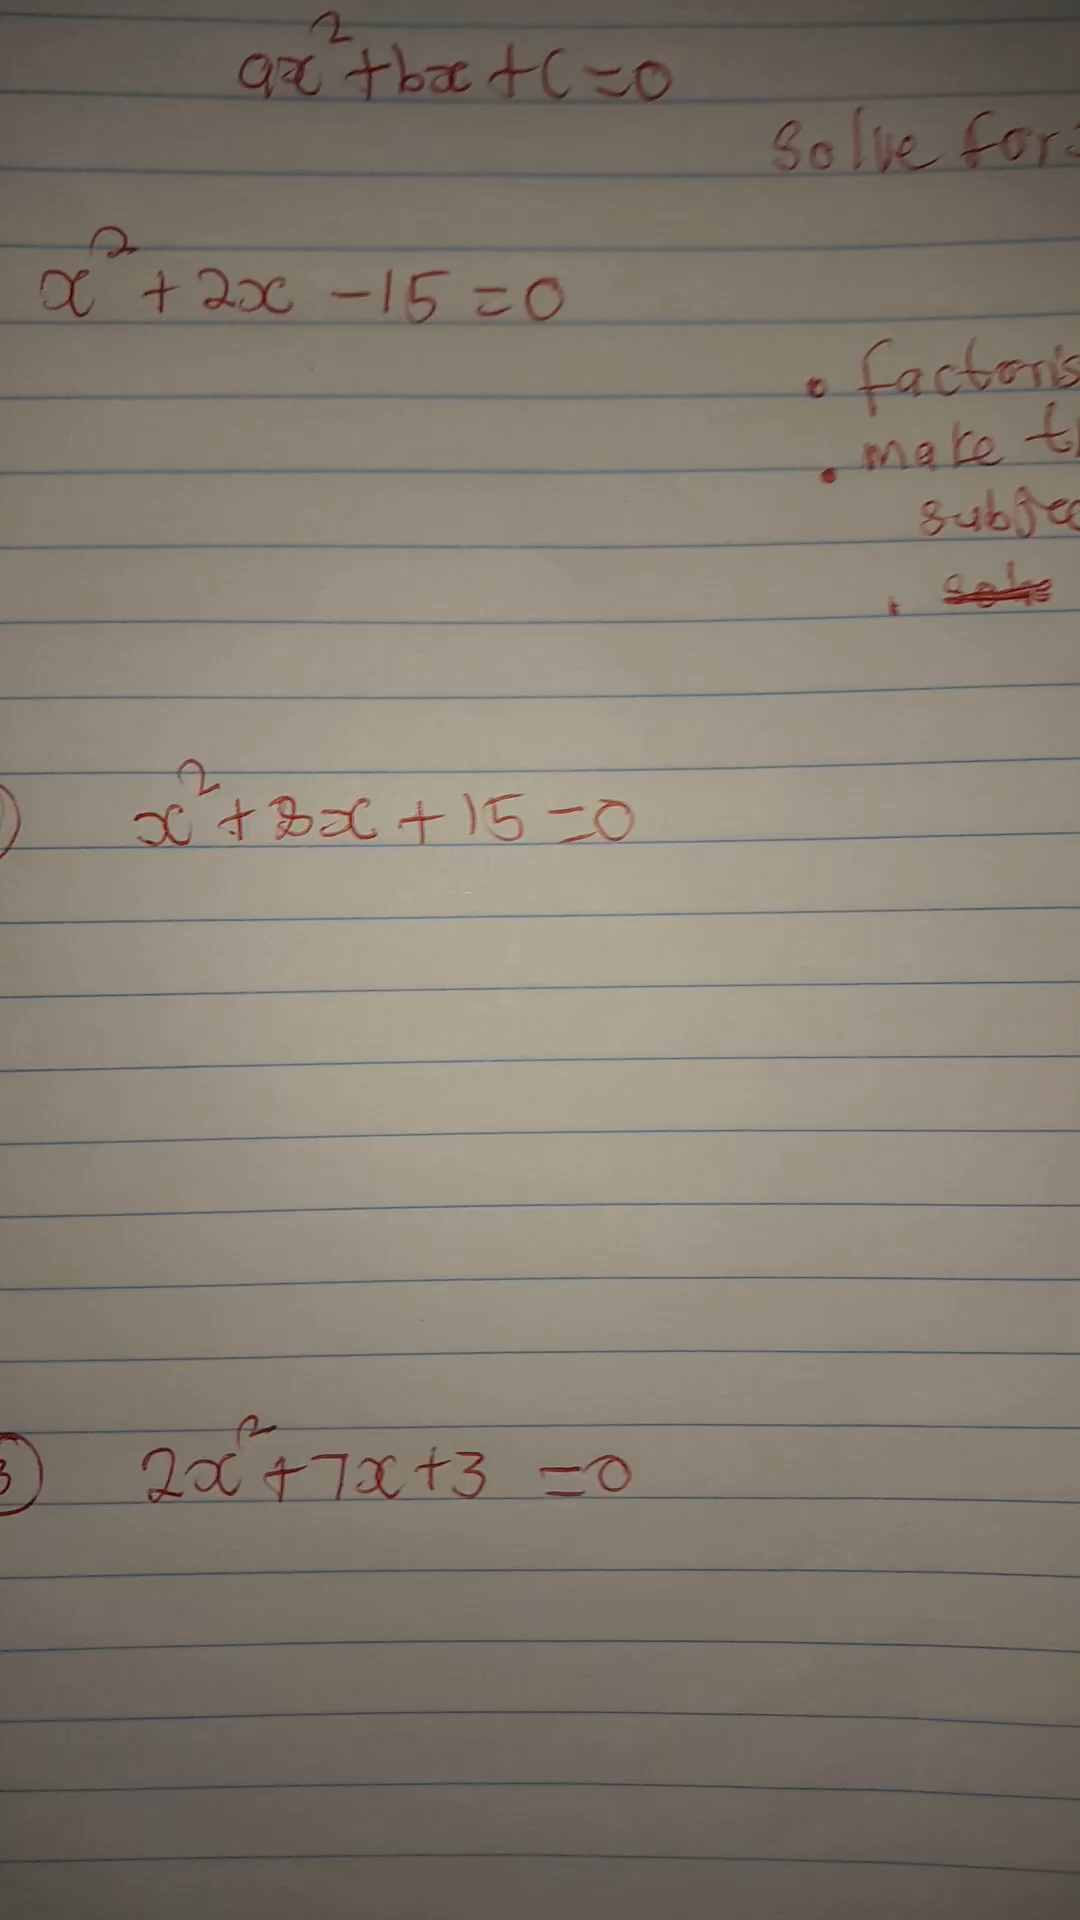 ax²+bx+c=0
Solve for:
x² + 2x - 15 = 0
• factoris
• make th
subjec
x² + 8x + 15 = 0
③ 2x² + 7x + 3 = 0